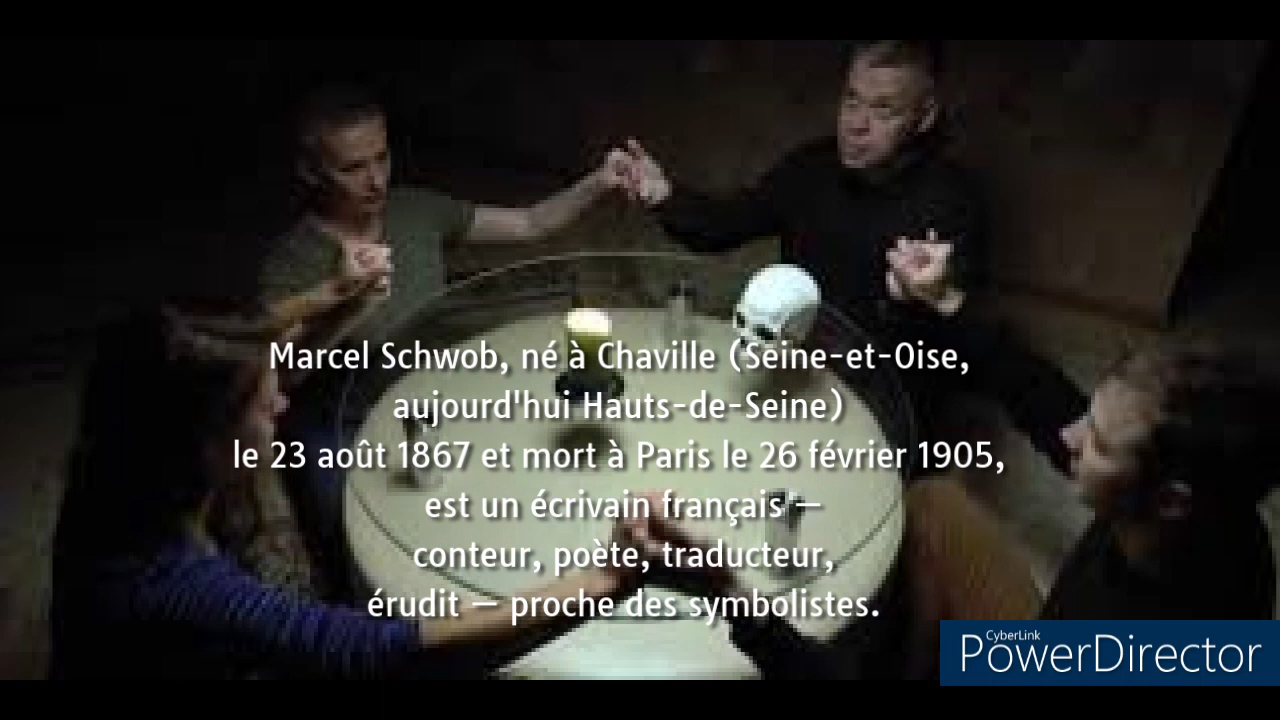 Marcel Schwob, né à Chaville (Seine-et-Oise,
aujourd'hui Hauts-de-Seine)
le 23 août 1867 et mort à Paris le 26 février 1905,
est un écrivain français —
conteur, poète, traducteur,
érudit — proche des symbolistes.
CyberLink
PowerDirector